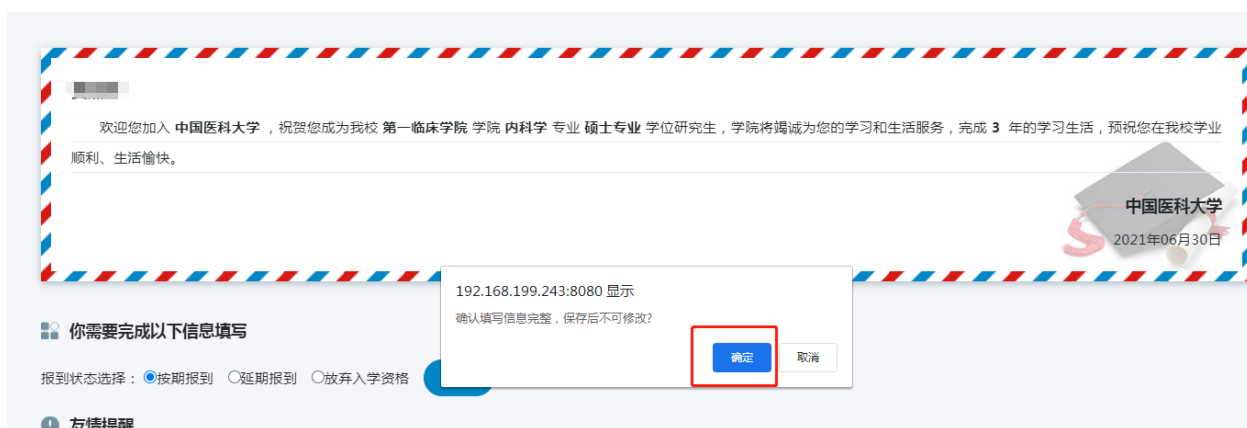 欢迎您加入 中国医科大学 ，祝贺您成为我校 第一临床学院 学院 内科学 专业 硕士专业 学位研究生，学院将竭诚为您的学习和生活服务，完成 3 年的学习生活，预祝您在我校学业
顺利、生活愉快。
中国医科大学
2021年06月30日
192.168.199.243:8080 显示
确认填写信息完整，保存后不可修改?
确定 取消
你需要完成以下信息填写
报到状态选择： 按期报到 延期报到 放弃入学资格
友情提醒